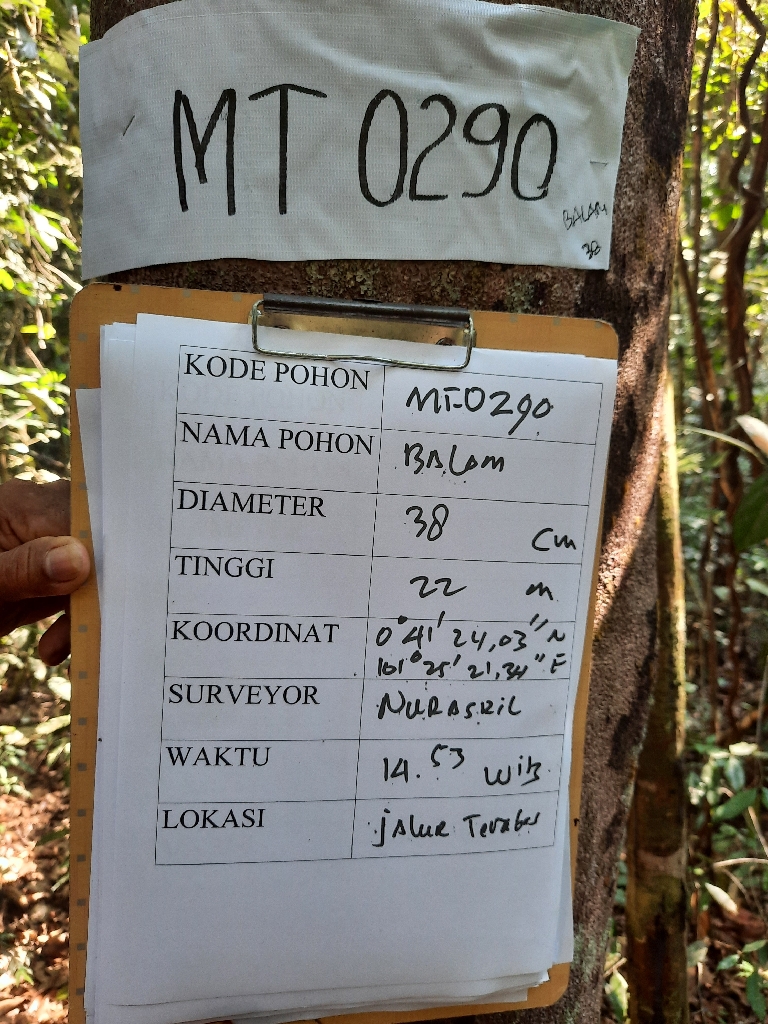 MT 0290
BALAM
38
KODE POHON MT-0290
NAMA POHON BALAM
DIAMETER 38 Cm
TINGGI 22 m
KOORDINAT 0° 41' 24,03" N
101° 25' 21,34" E
SURVEYOR NURASRIL
WAKTU 14.53 WIB
LOKASI JALUR